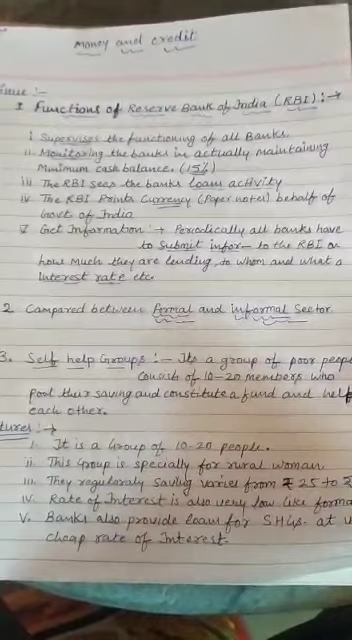 Money and credit
1 Functions of Reserve Bank of India (RBI) :→
i. Supervises the functioning of all Banks.
ii. Monitoring the banks in actually maintaining
Minimum cash balance. (15%)
iii The RBI sees the banks loan activity
iv The RBI Prints Currency (Paper notes) behalf of
Govt of India
v Get Information :→ Periodically all banks have
to submit infor- to the RBI on
how Much they are lending, to whom and what a
interest rate etc
2 Compared between formal and informal Sector
3. Self help Groups :- Its a group of poor peop
Consist of 10-20 members who
Pool their saving and constitute a fund and help
each other.
tures :→
i. It is a Group of 10-20 people.
ii. This Group is specially for rural woman.
iii. They regularaly Saving varies from ₹ 25 to ₹
iv. Rate of Interest is also very low like forma
v. Banks also provide loan for SHGs. at
cheap rate of Interest.